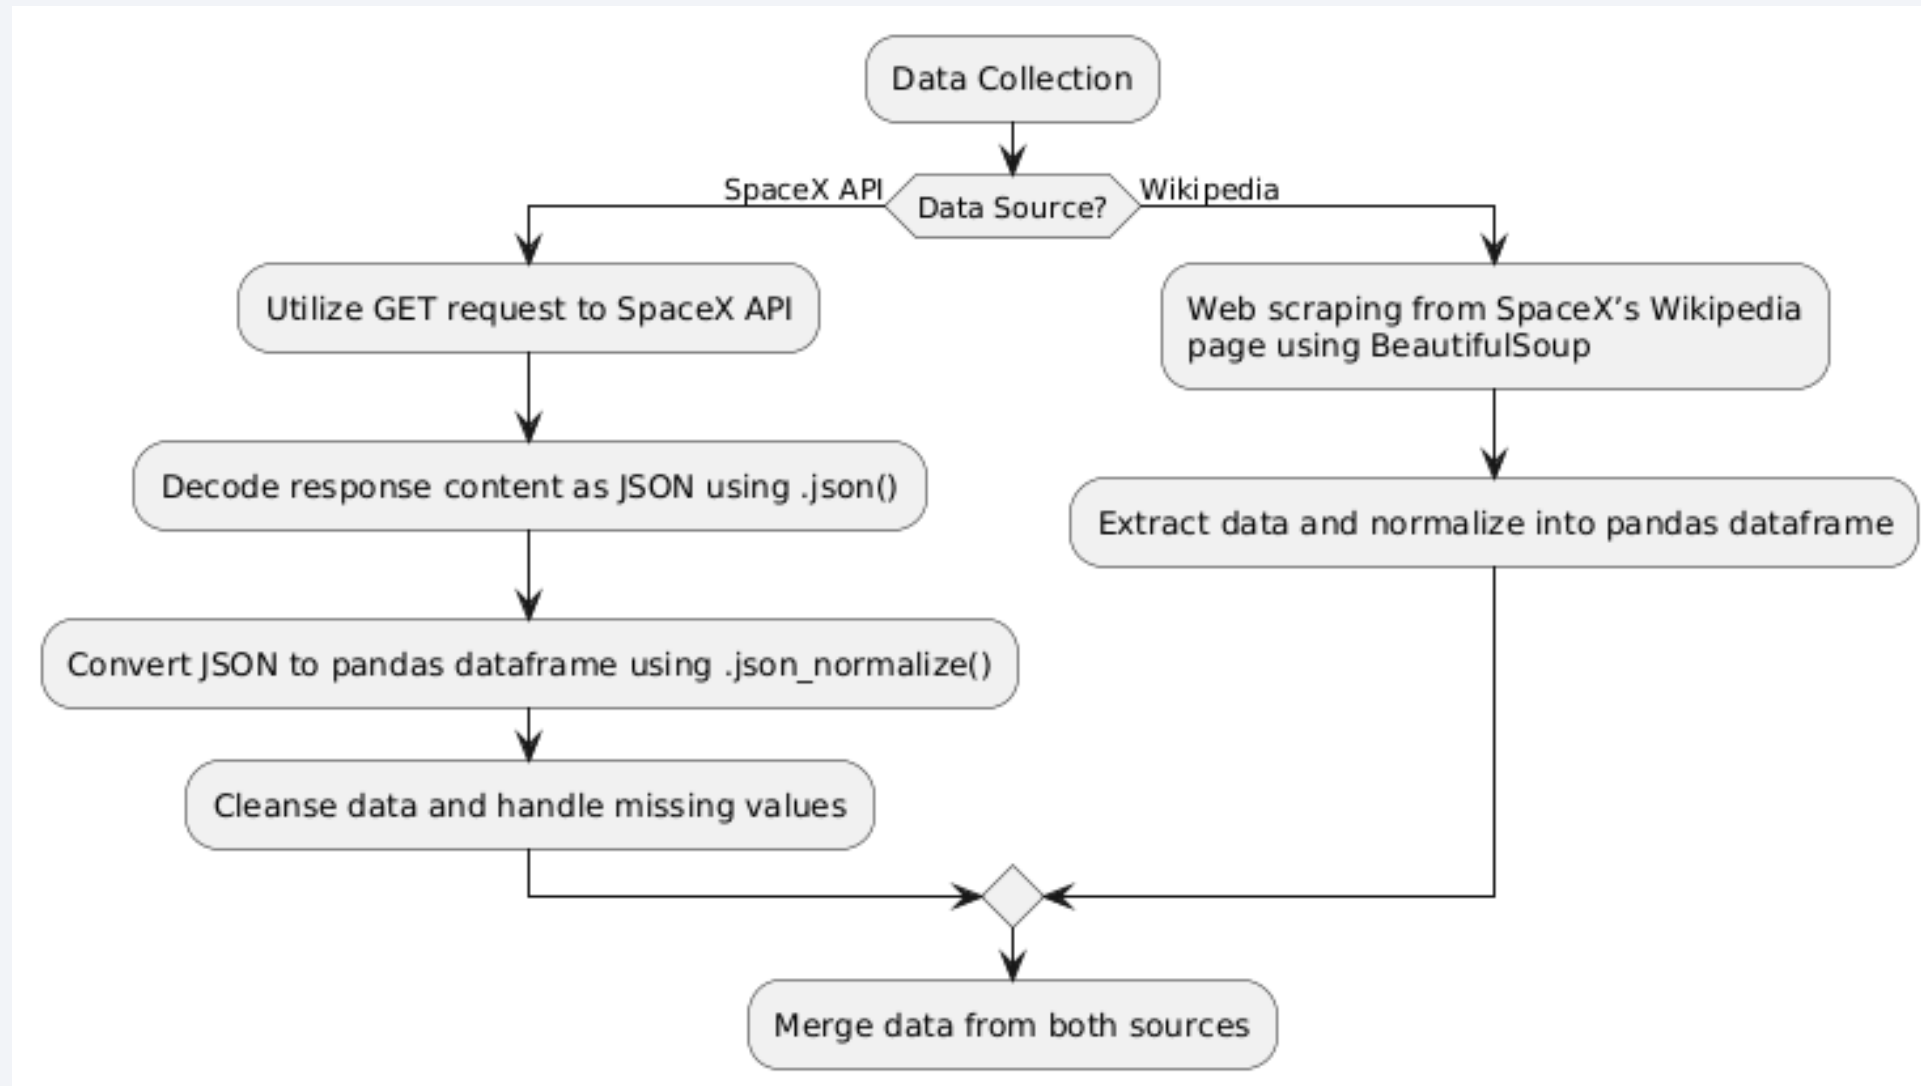 Data Collection
SpaceX API
Data Source?
Wikipedia
Utilize GET request to SpaceX API
Decode response content as JSON using .json()
Convert JSON to pandas dataframe using .json_normalize()
Cleanse data and handle missing values
Web scraping from SpaceX’s Wikipedia
page using BeautifulSoup
Extract data and normalize into pandas dataframe
Merge data from both sources